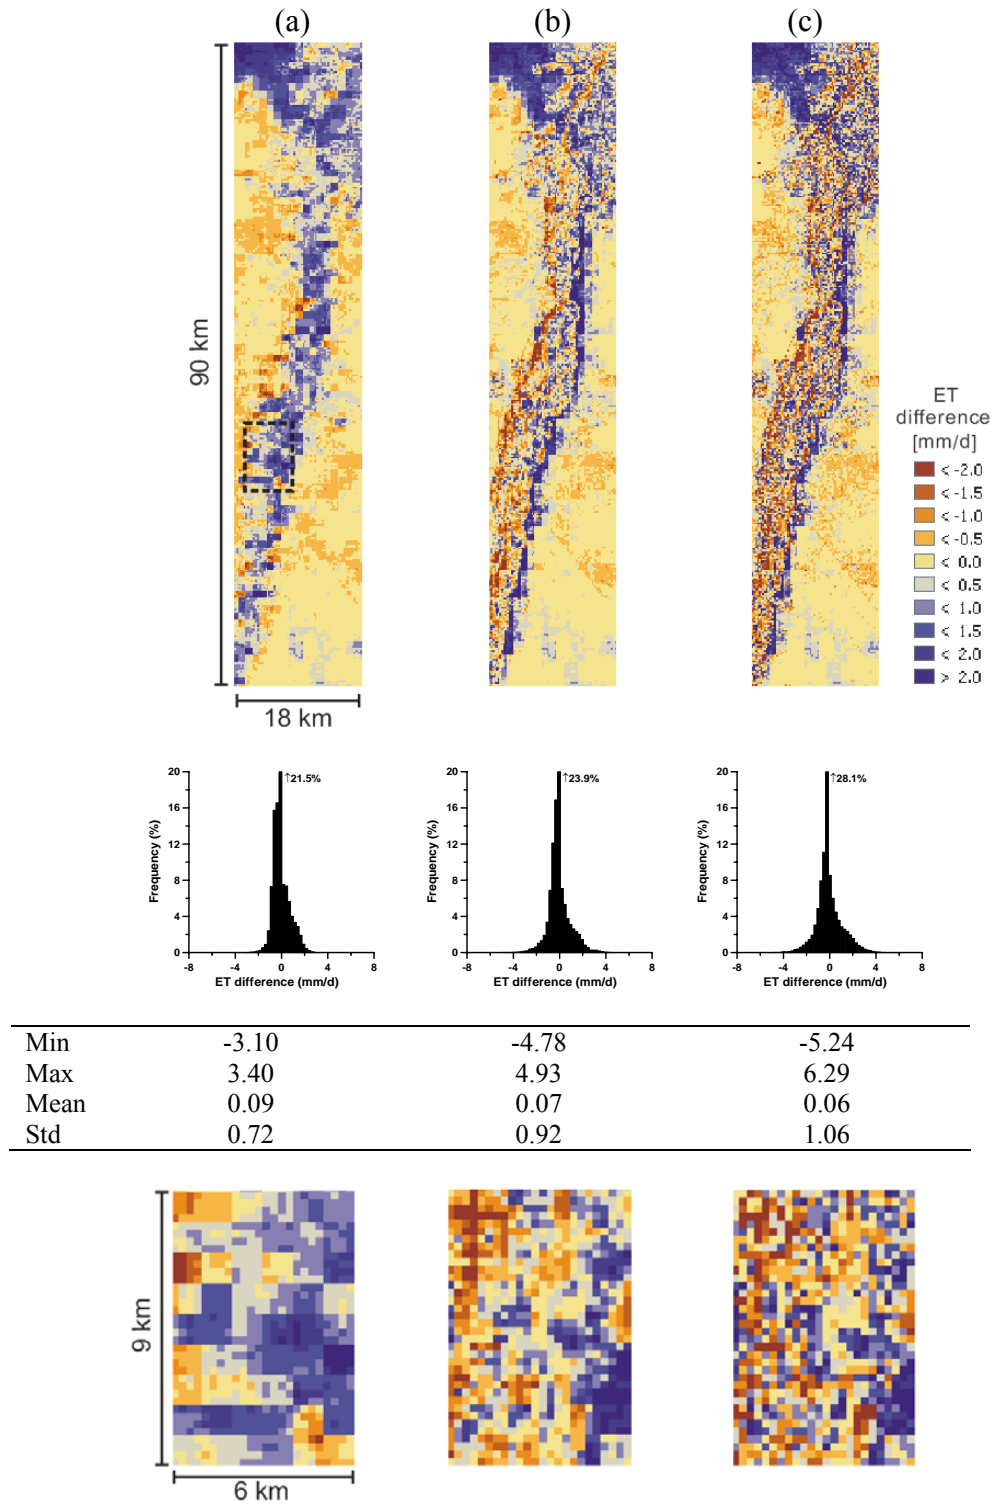 (a) (b) (c)
90 km
18 km
ET
difference
[mm/d]
< -2.0
< -1.5
< -1.0
< -0.5
< 0.0
< 0.5
< 1.0
< 1.5
< 2.0
> 2.0
20
16
12
8
4
0
Frequency (%)
↑21.5%
-8 -4 0 4 8
ET difference (mm/d)
20
16
12
8
4
0
Frequency (%)
↑23.9%
-8 -4 0 4 8
ET difference (mm/d)
20
16
12
8
4
0
Frequency (%)
↑28.1%
-8 -4 0 4 8
ET difference (mm/d)
Min -3.10 -4.78 -5.24
Max 3.40 4.93 6.29
Mean 0.09 0.07 0.06
Std 0.72 0.92 1.06
9 km
6 km